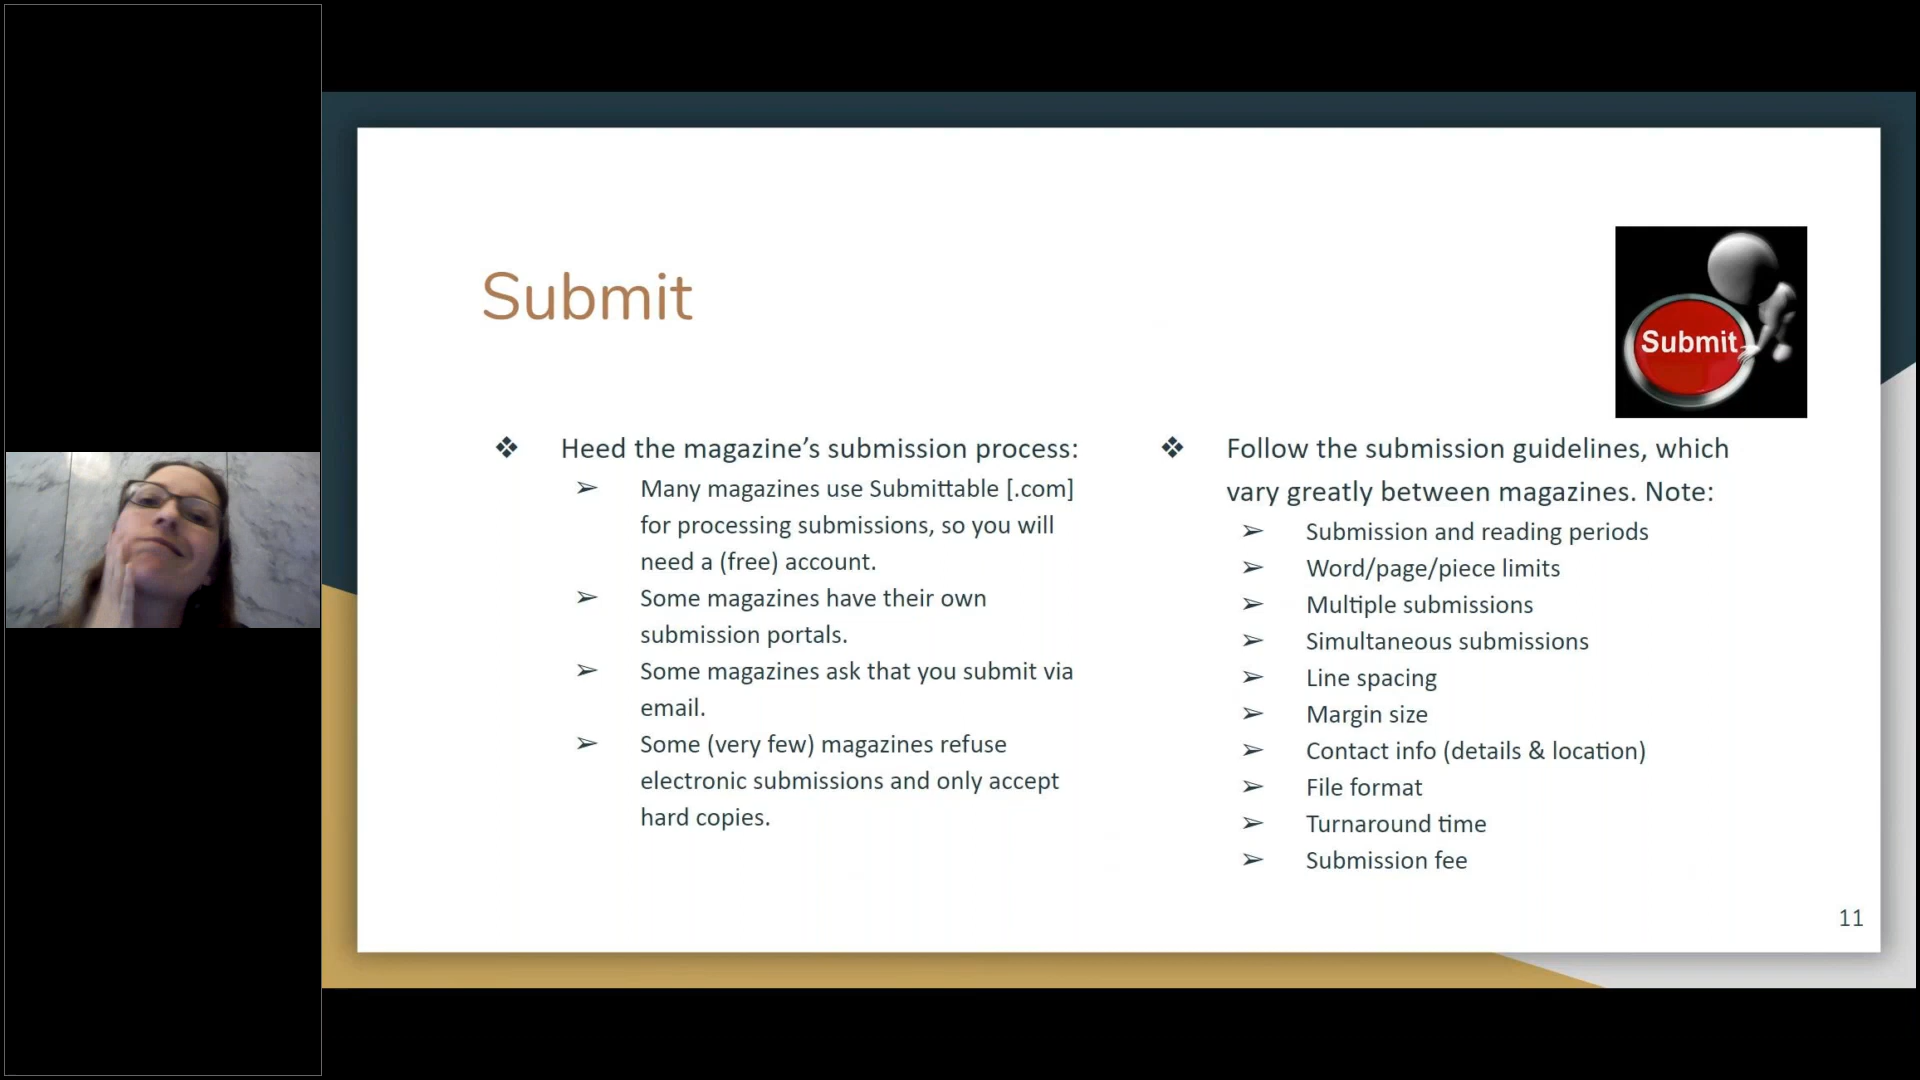 Submit
Submit
Heed the magazine’s submission process:
Many magazines use Submittable [.com]
for processing submissions, so you will
need a (free) account.
Some magazines have their own
submission portals.
Some magazines ask that you submit via
email.
Some (very few) magazines refuse
electronic submissions and only accept
hard copies.
Follow the submission guidelines, which
vary greatly between magazines. Note:
Submission and reading periods
Word/page/piece limits
Multiple submissions
Simultaneous submissions
Line spacing
Margin size
Contact info (details & location)
File format
Turnaround time
Submission fee
11